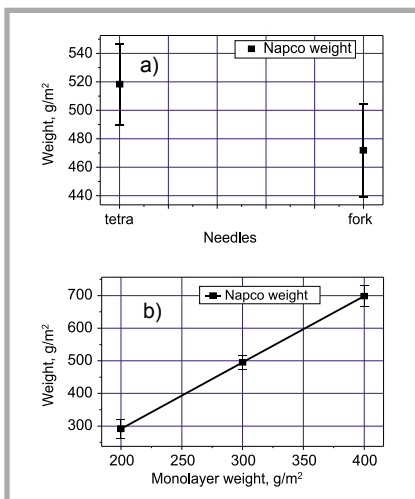 Napco weight
a)
540
520
500
480
460
440
Weight, g/m²
tetra fork
Needles
Napco weight
b)
700
600
500
400
300
Weight, g/m²
200 250 300 350 400
Monolayer weight, g/m²